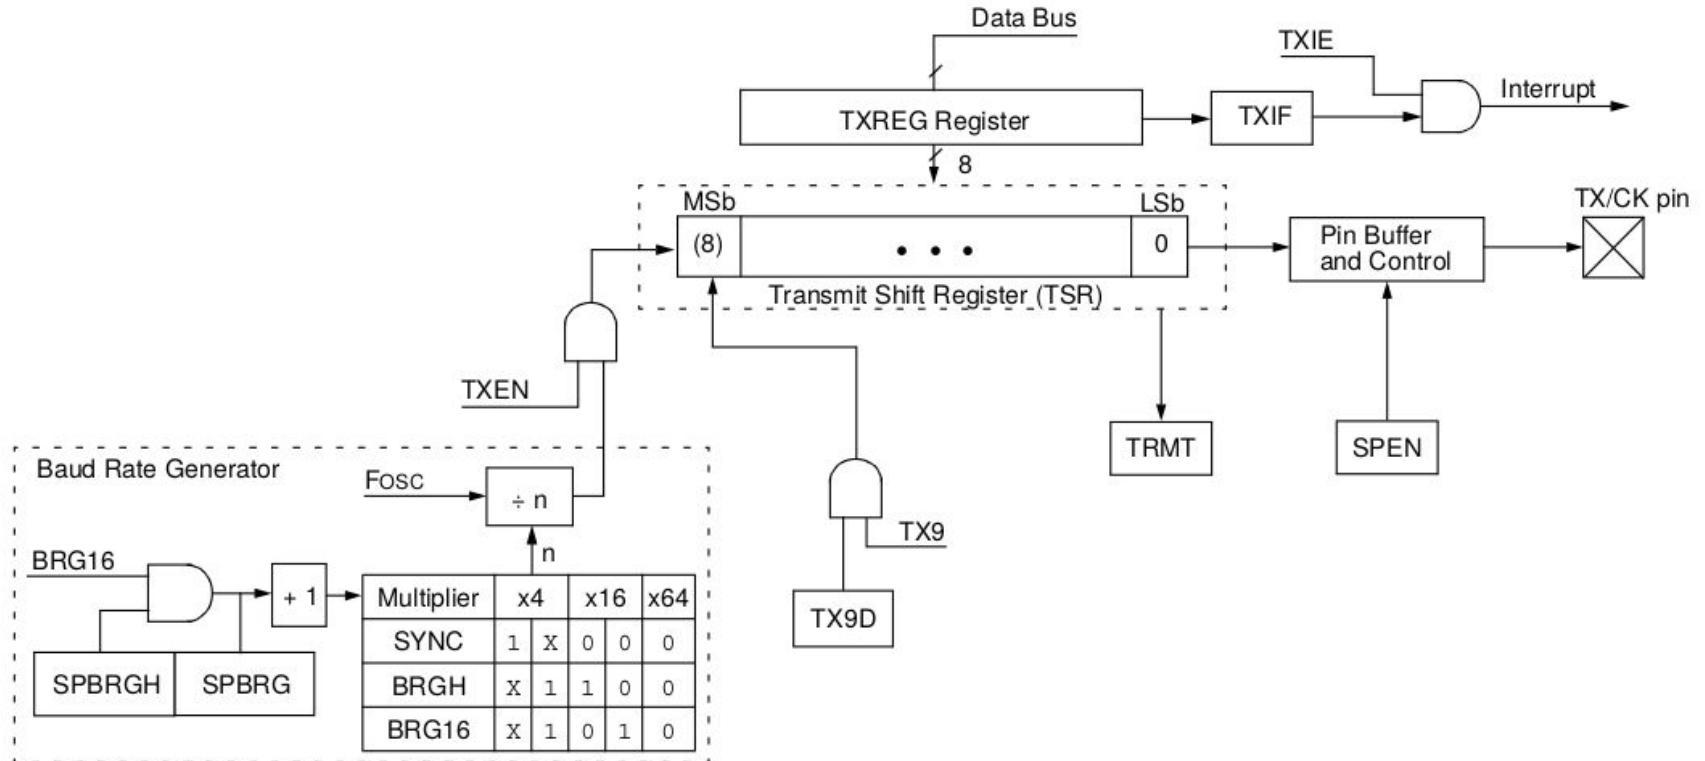 Data Bus
TXIE
Interrupt
TXREG Register
TXIF
8
MSb
LSb
TX/CK pin
(8)
• • •
0
Pin Buffer
and Control
Transmit Shift Register (TSR)
TXEN
TRMT
SPEN
Baud Rate Generator
FOSC
÷ n
TX9
n
BRG16
+ 1
Multiplier x4 x16 x64
SYNC 1 X 0 0 0
BRGH X 1 1 0 0
BRG16 X 1 0 1 0
SPBRGH SPBRG
TX9D